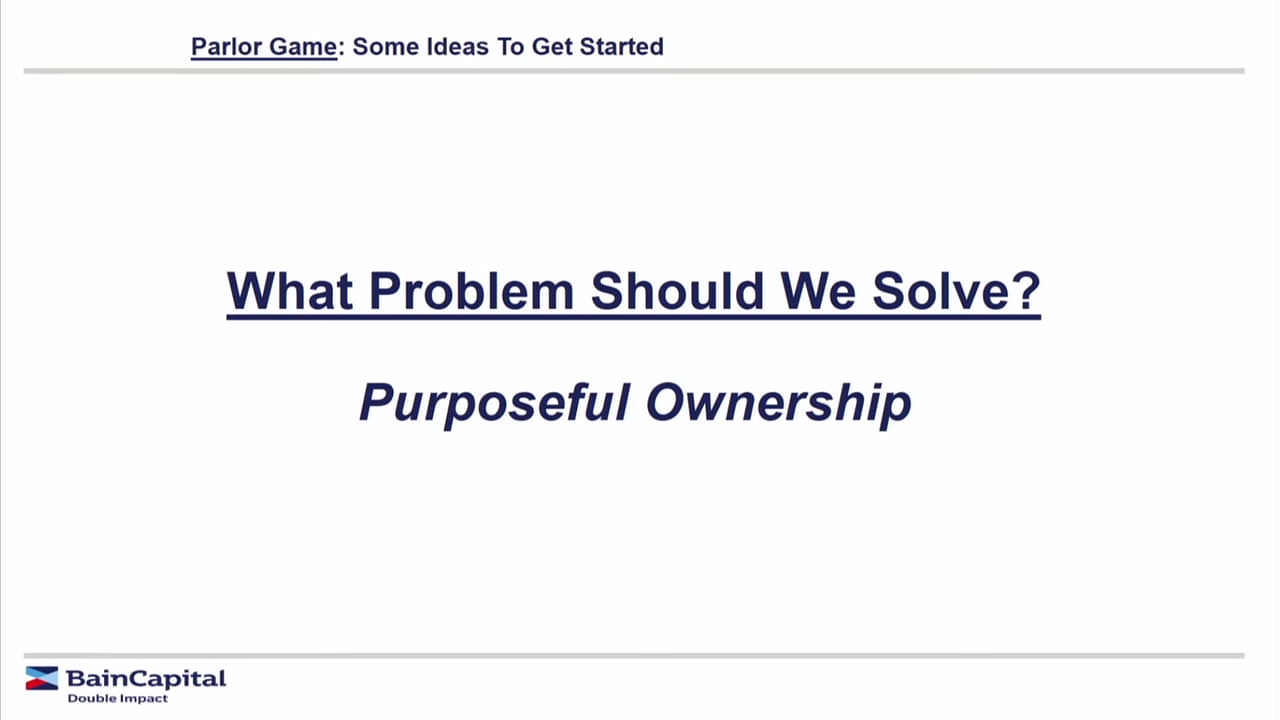 Parlor Game: Some Ideas To Get Started
What Problem Should We Solve?
Purposeful Ownership
BainCapital
Double Impact